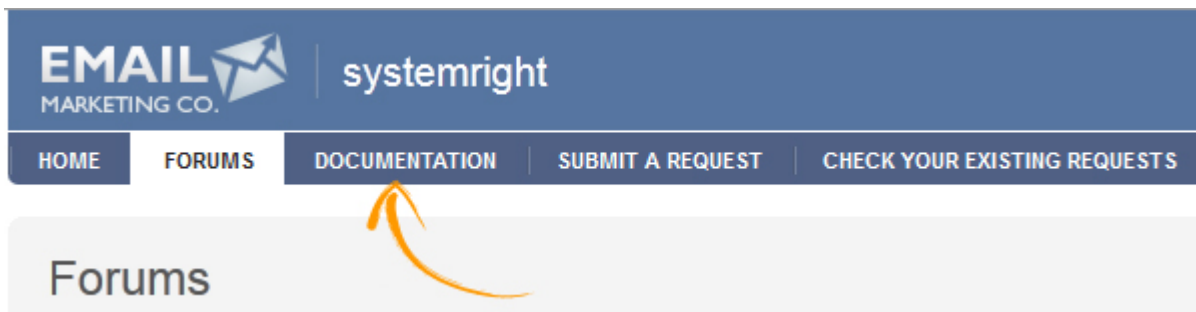 EMAIL
MARKETING CO.
systemright
HOME FORUMS DOCUMENTATION SUBMIT A REQUEST CHECK YOUR EXISTING REQUESTS
Forums